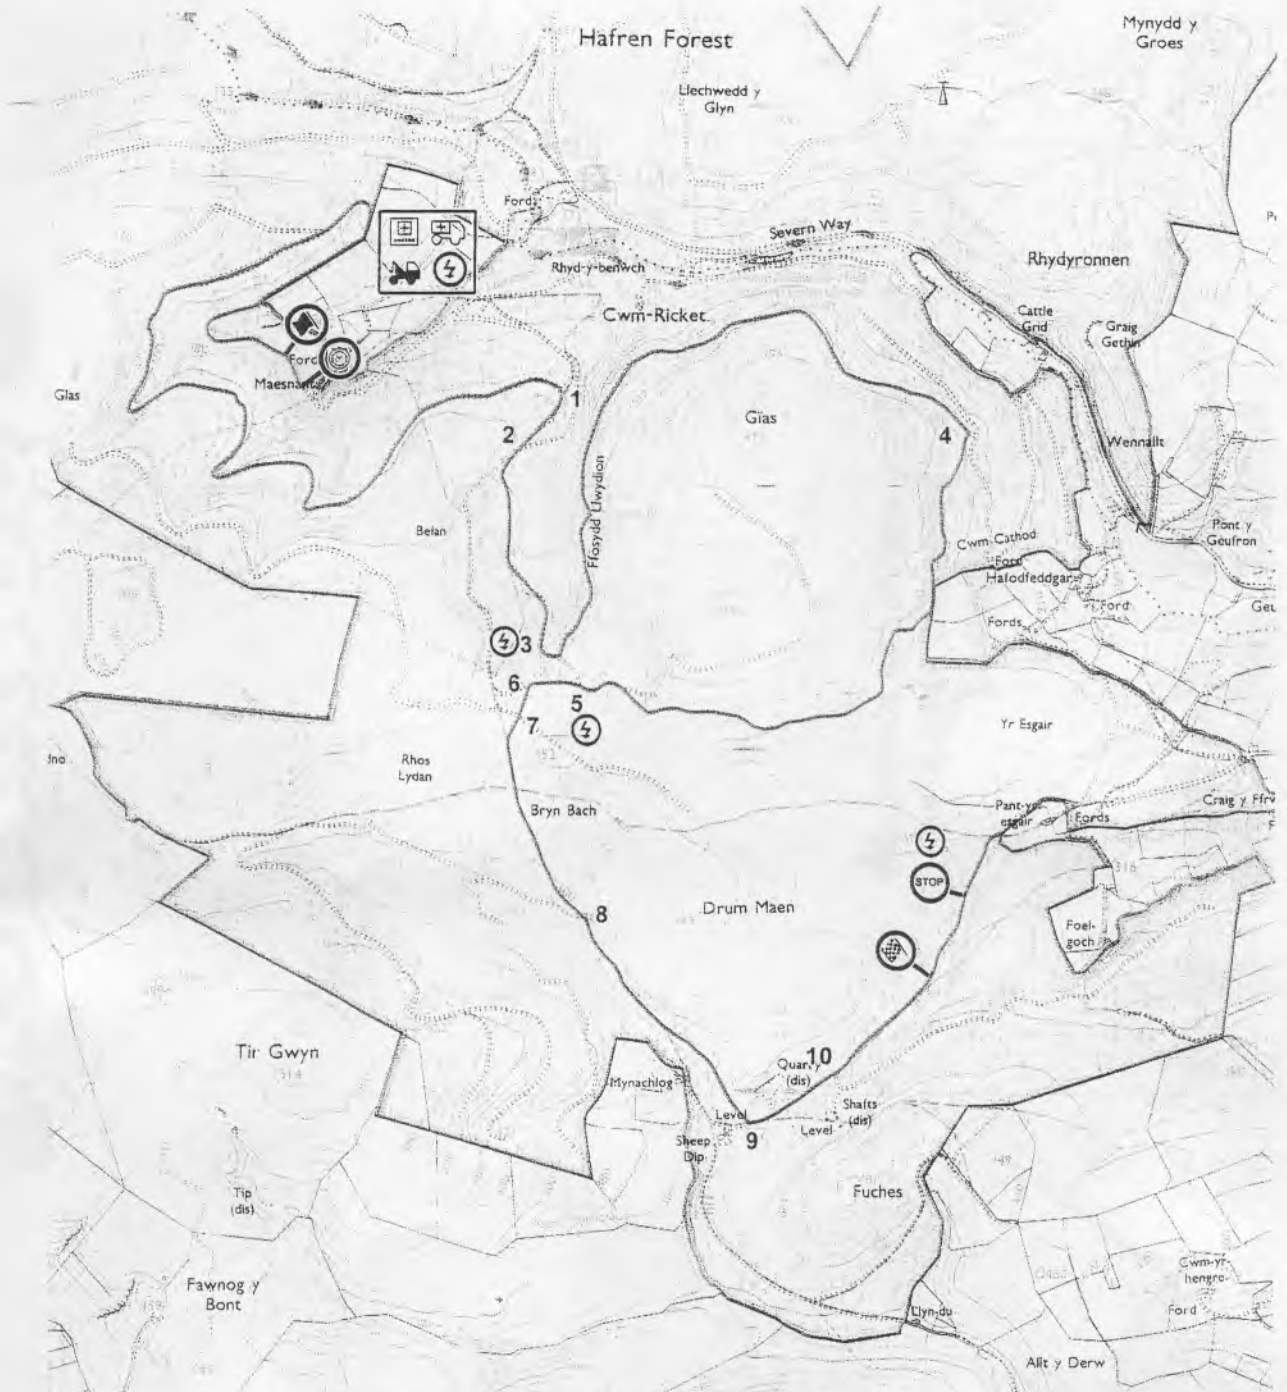 Hafren Forest
Mynydd y
Groes
Llechwedd y
Glyn
Ford
Severn Way
Rhyd-y-benwch
Rhydyronnen
Cwm-Ricket
Cattle
Grid
Graig
Gethin
Ford
Maesnant
Glas
1
2
Glas
4
Wennallt
Ffosydd Llwydion
Belan
Cwm-Cathod
Ford
Hafodfeddgar
Pont y
Geufron
Ford
Fords
3
6
5
7
Yr Esgair
Rhos
Lydan
Bryn Bach
Pant-yr-
esgair
Fords
Craig y
316
STOP
8
Drum Maen
Foel-
goch
Tir Gwyn
514
10
Quarry
(dis)
Mynachlog
Level
Shafts
(dis)
Level
9
Sheep
Dip
Fuches
349
Tip
(dis)
Fawnog y
Bont
Cwm-yr-
hengre
Ford
Llyn-du
Allt y Derw